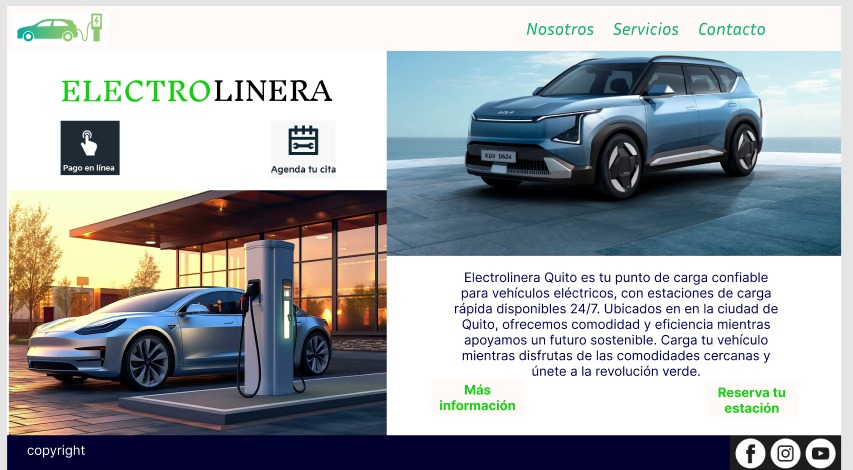 Nosotros Servicios Contacto
ELECTROLINERA
Pago en línea
Agenda tu cita
KDV 0624
Electrolinera Quito es tu punto de carga confiable
para vehículos eléctricos, con estaciones de carga
rápida disponibles 24/7. Ubicados en en la ciudad de
Quito, ofrecemos comodidad y eficiencia mientras
apoyamos un futuro sostenible. Carga tu vehículo
mientras disfrutas de las comodidades cercanas y
únete a la revolución verde.
Más
información
Reserva tu
estación
copyright